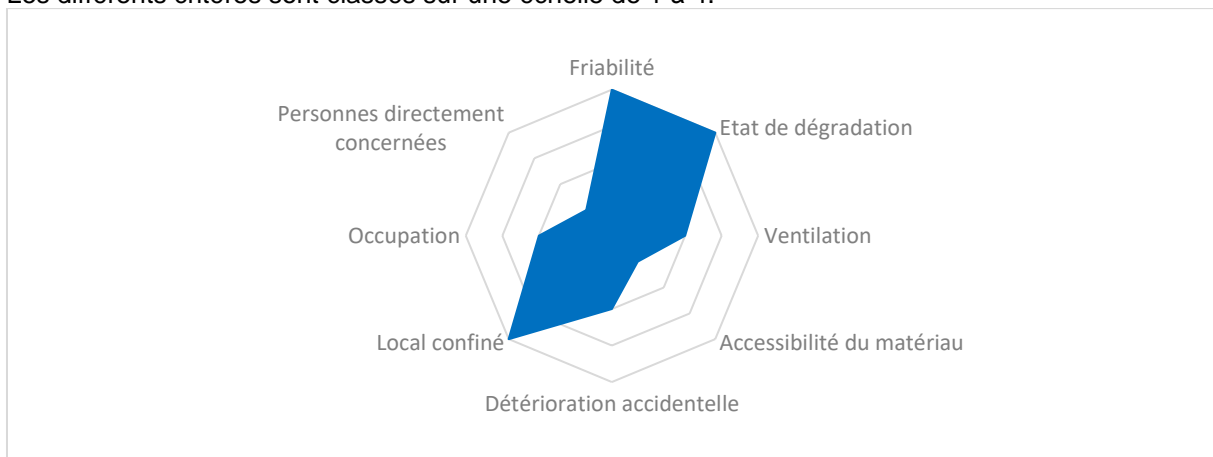 Les différents critères sont classés sur une échelle de 1 à 4.
Friabilité
Personnes directement
concernées
Etat de dégradation
Occupation
Ventilation
Local confiné
Accessibilité du matériau
Détérioration accidentelle